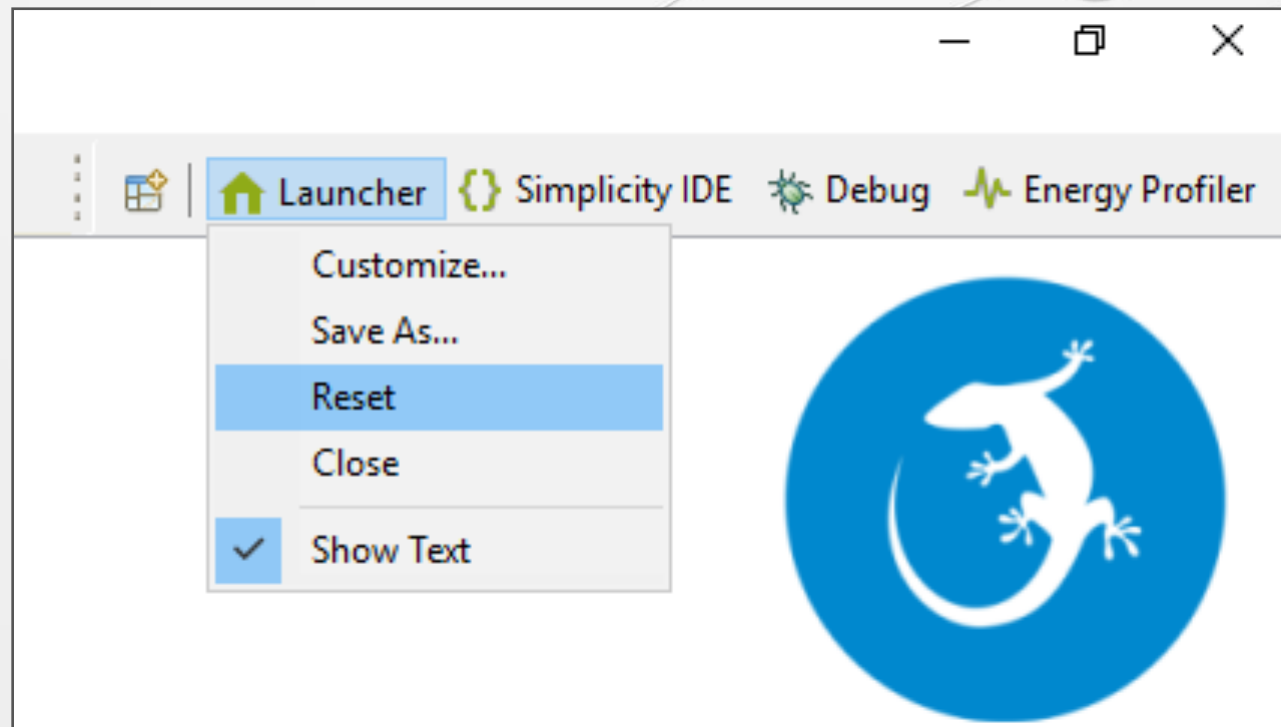 Launcher Simplicity IDE Debug Energy Profiler
Customize...
Save As...
Reset
Close
Show Text